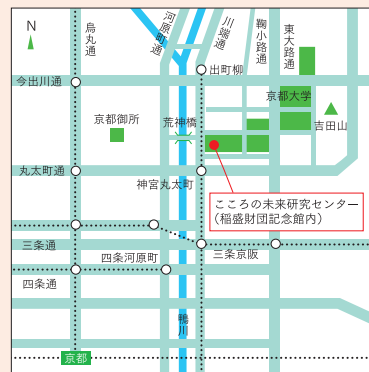 N
烏丸通
河原町通
川端通
鞠小路通
東大路通
今出川通
出町柳
京都大学
京都御所
荒神橋
吉田山
丸太町通
神宮丸太町
こころの未来研究センター
(稲盛財団記念館内)
三条通
四条河原町
三条京阪
四条通
鴨川
京都